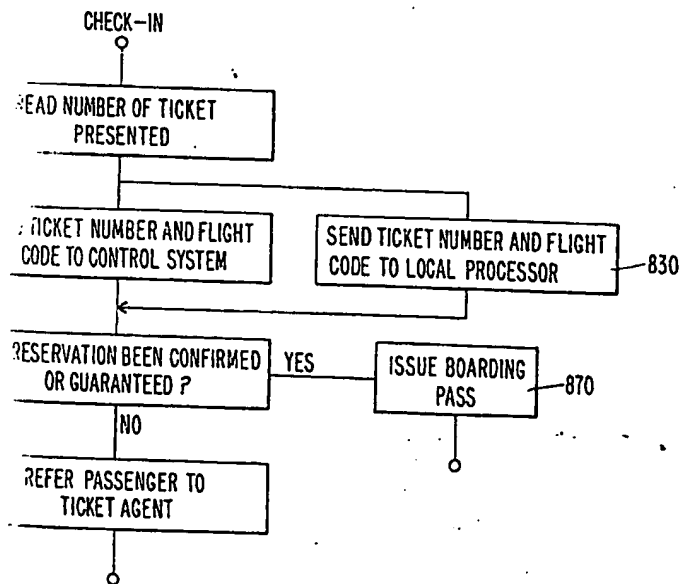 CHECK-IN
EAD NUMBER OF TICKET
PRESENTED
TICKET NUMBER AND FLIGHT
CODE TO CONTROL SYSTEM
SEND TICKET NUMBER AND FLIGHT
CODE TO LOCAL PROCESSOR
830
RESERVATION BEEN CONFIRMED
OR GUARANTEED ?
YES
ISSUE BOARDING
PASS
870
NO
REFER PASSENGER TO
TICKET AGENT